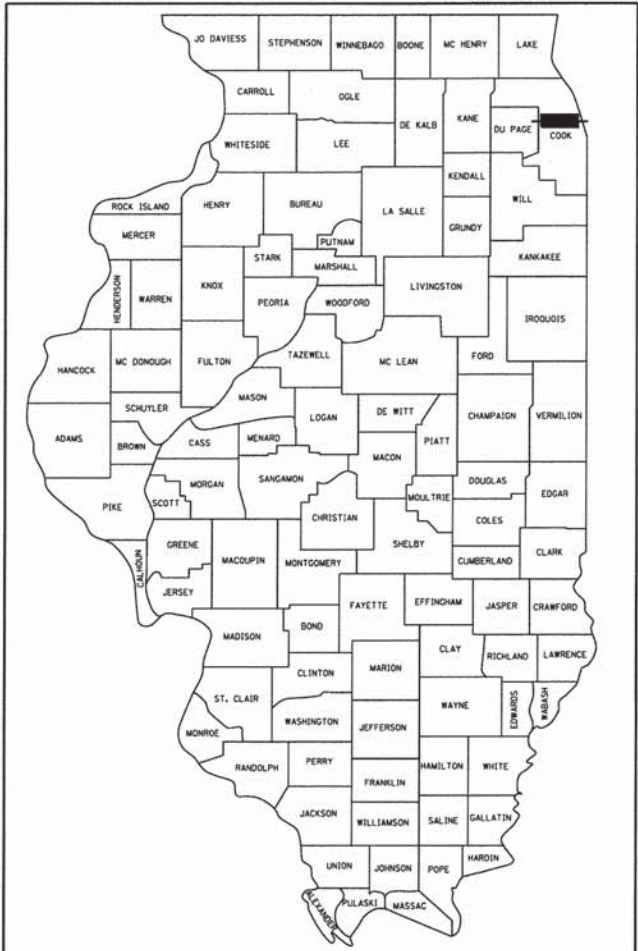 JO DAVIESS
STEPHENSON
WINNEBAGO
BOONE
MC HENRY
LAKE
CARROLL
OGLE
DE KALB
KANE
DU PAGE
COOK
WHITESIDE
LEE
KENDALL
WILL
ROCK ISLAND
HENRY
BUREAU
LA SALLE
GRUNDY
MERCER
PUTNAM
KANKAKEE
STARK
MARSHALL
HENDERSON
WARREN
KNOX
PEORIA
WOODFORD
LIVINGSTON
IROQUOIS
HANCOCK
MC DONOUGH
FULTON
TAZEWELL
MC LEAN
FORD
SCHUYLER
MASON
LOGAN
DE WITT
CHAMPAIGN
VERMILION
ADAMS
BROWN
CASS
MENARD
PIATT
MACON
PIKE
SCOTT
MORGAN
SANGAMON
DOUGLAS
EDGAR
MOULTRIE
CHRISTIAN
COLES
GREENE
MACOUPIN
MONTGOMERY
SHELBY
CUMBERLAND
CLARK
CALHOUN
JERSEY
FAYETTE
EFFINGHAM
JASPER
CRAWFORD
MADISON
BOND
CLAY
RICHLAND
LAWRENCE
CLINTON
MARION
ST. CLAIR
WAYNE
EDWARDS
WABASH
MONROE
WASHINGTON
JEFFERSON
RANDOLPH
PERRY
HAMILTON
WHITE
FRANKLIN
JACKSON
WILLIAMSON
SALINE
GALLATIN
UNION
JOHNSON
POPE
HARDIN
ALEXANDER
PULASKI
MASSAC